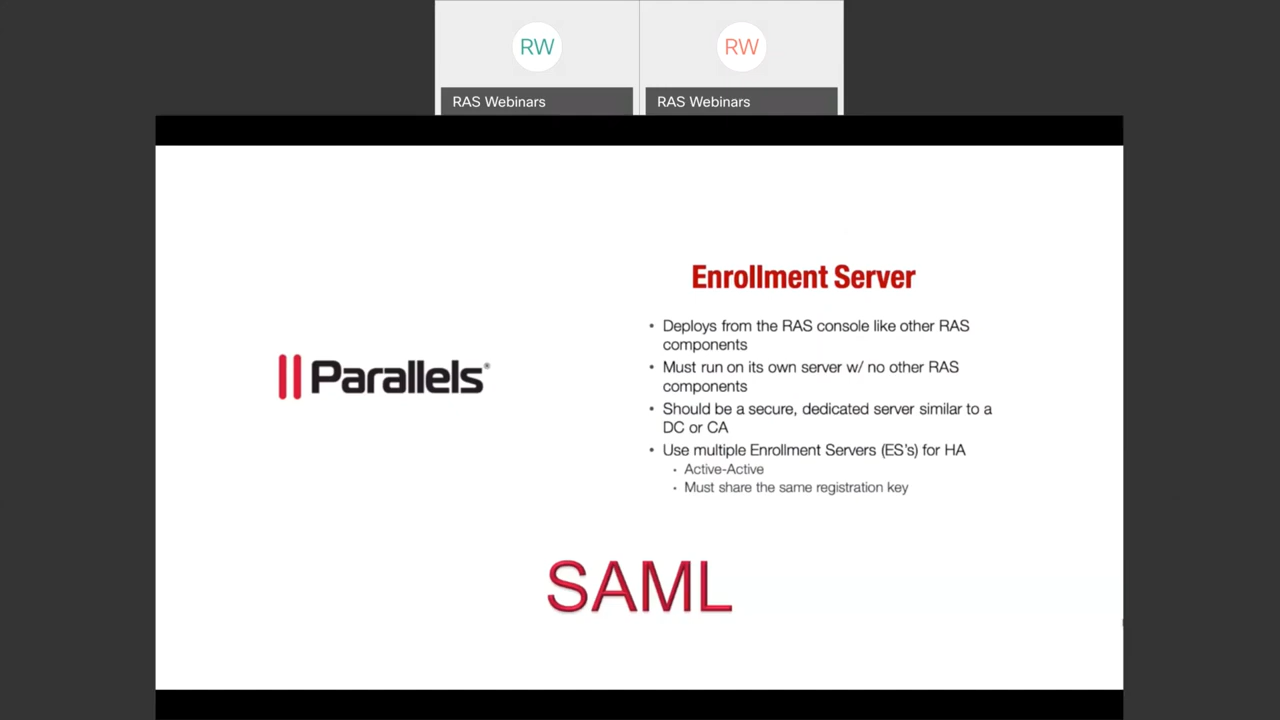 RW
RW
RAS Webinars
RAS Webinars
Enrollment Server
• Deploys from the RAS console like other RAS
components
• Must run on its own server w/ no other RAS
components
• Should be a secure, dedicated server similar to a
DC or CA
• Use multiple Enrollment Servers (ES's) for HA
• Active-Active
• Must share the same registration key
Parallels®
SAML